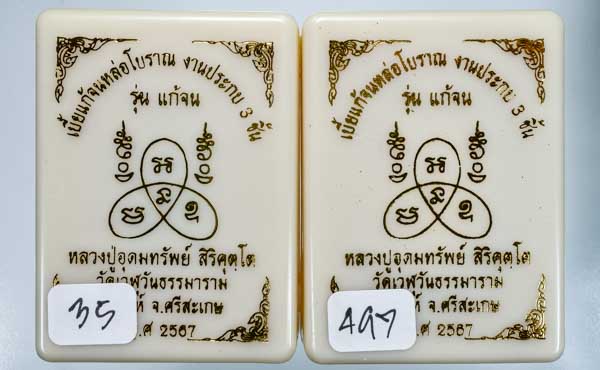 เบี้ยแก้จนหล่อโบราณ งานประกบ 3 ชิ้น
รุ่น แก้จน
หลวงปู่อุดมทรัพย์ สิริคุตฺโต
วัดเวฬุวันธรรมาราม
จ.ศรีสะเกษ
ศ 2567
35
เบี้ยแก้จนหล่อโบราณ งานประกบ 3 ชิ้น
รุ่น แก้จน
หลวงปู่อุดมทรัพย์ สิริคุตฺโต
วัดเวฬุวันธรรมาราม
จ.ศรีสะเกษ
ศ 2567
497